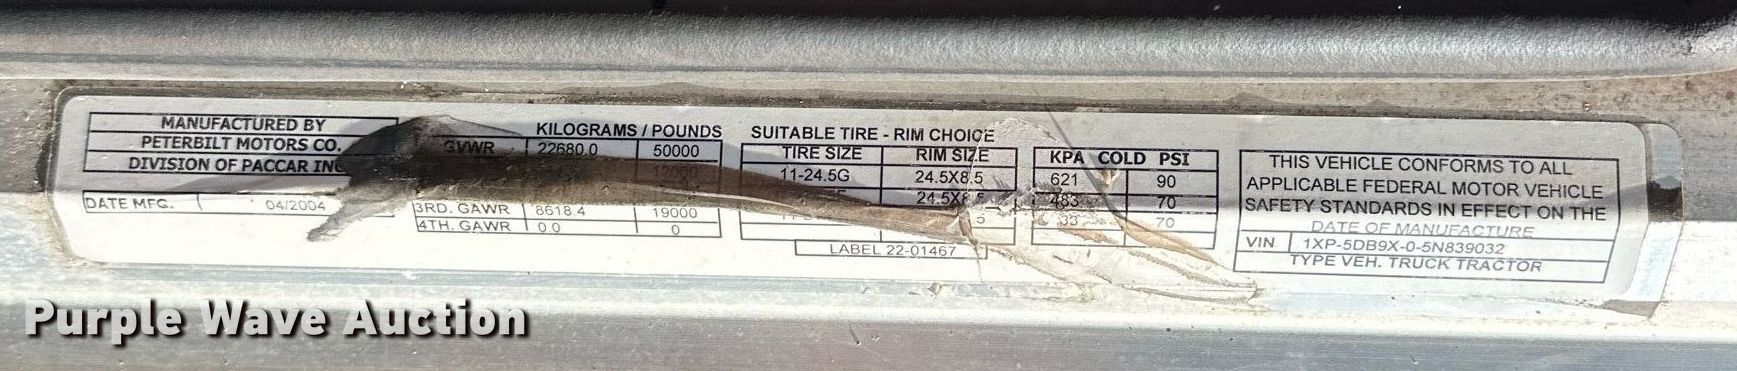 MANUFACTURED BY
PETERBILT MOTORS CO.
DIVISION OF PACCAR INC
DATE MFG. 04/2004
KILOGRAMS / POUNDS
GVWR 22680.0 50000
3RD. GAWR 8618.4 19000
4TH. GAWR 0.0 0
SUITABLE TIRE - RIM CHOICE
TIRE SIZE RIM SIZE
11-24.5G 24.5X8.5
24.5X8.5
LABEL 22-01467
KPA COLD PSI
621 90
483 70
70
THIS VEHICLE CONFORMS TO ALL
APPLICABLE FEDERAL MOTOR VEHICLE
SAFETY STANDARDS IN EFFECT ON THE
DATE OF MANUFACTURE
VIN 1XP-5DB9X-0-5N839032
TYPE VEH. TRUCK TRACTOR
Purple Wave Auction